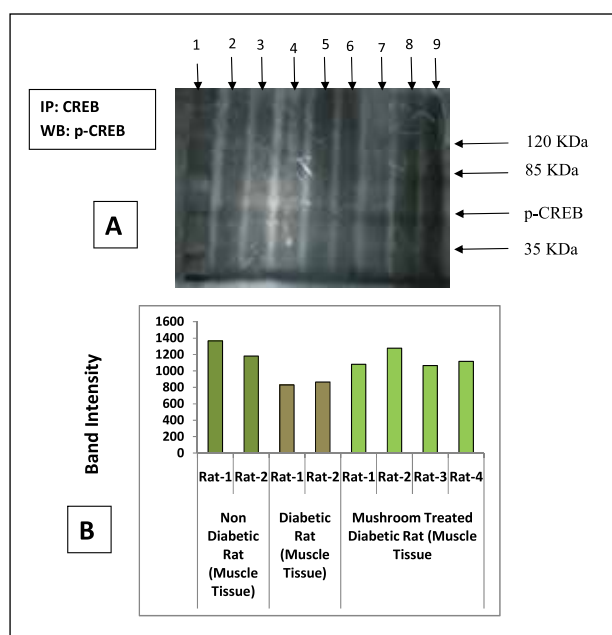 1 2 3 4 5 6 7 8 9
IP: CREB
WB: p-CREB
120 KDa
85 KDa
p-CREB
35 KDa
A
1600
1400
1200
1000
800
600
400
200
0
Band Intensity
Rat-1 Rat-2 Rat-1 Rat-2 Rat-1 Rat-2 Rat-3 Rat-4
Non
Diabetic
Rat
(Muscle
Tissue)
Diabetic
Rat
(Muscle
Tissue)
Mushroom Treated
Diabetic Rat (Muscle
Tissue
B